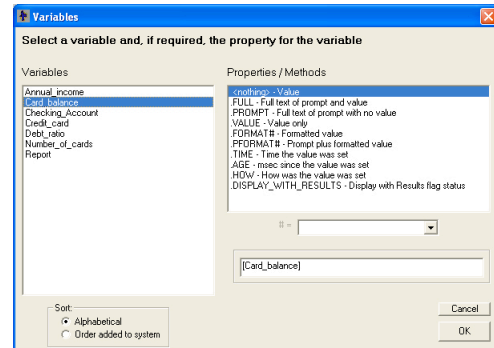 Variables
Select a variable and, if required, the property for the variable
Variables
Annual_income
Card_balance
Checking_Account
Credit_card
Debt_ratio
Number_of_cards
Report
Properties / Methods
<nothing> - Value
.FULL - Full text of prompt and value
.PROMPT - Full text of prompt with no value
.VALUE - Value only
.FORMAT# - Formatted value
.PFORMAT# - Prompt plus formatted value
.TIME - Time the value was set
.AGE - msec since the value was set
.HOW - How was the value was set
.DISPLAY_WITH_RESULTS - Display with Results flag status
# =
[Card_balance]
Sort:
Alphabetical
Order added to system
Cancel
OK